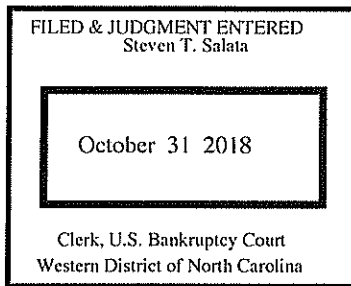 FILED & JUDGMENT ENTERED
Steven T. Salata
October 31 2018
Clerk, U.S. Bankruptcy Court
Western District of North Carolina